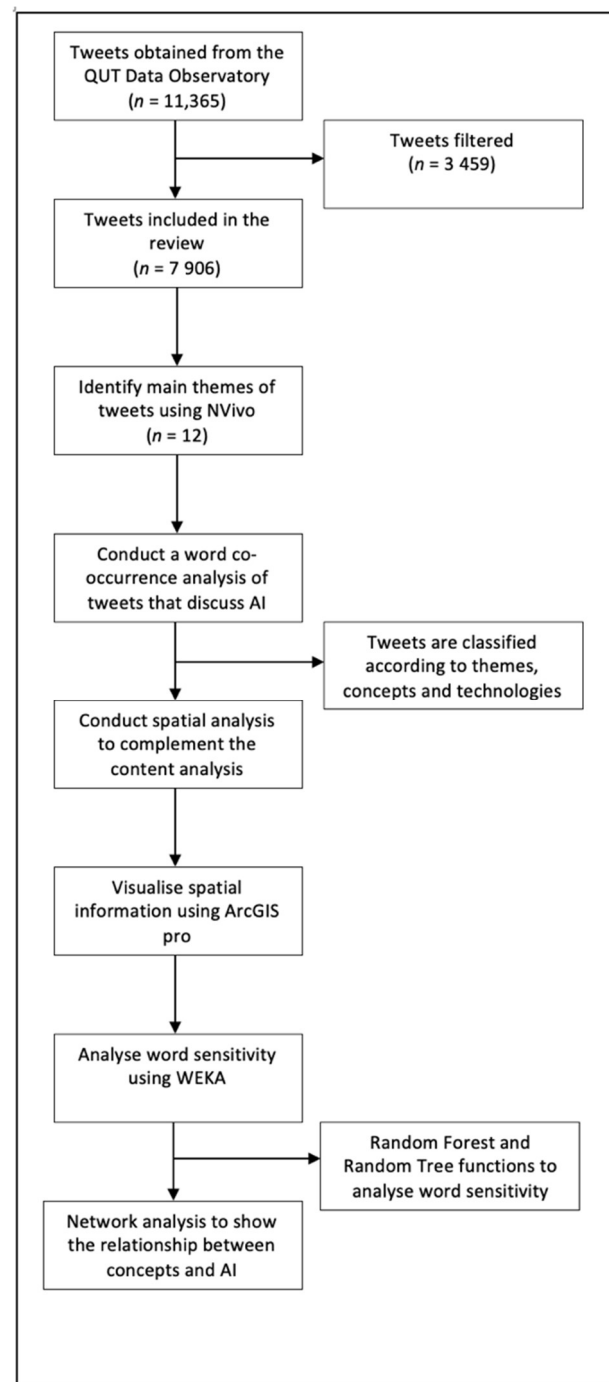 Tweets obtained from the
QUT Data Observatory
(n = 11,365)
Tweets filtered
(n = 3 459)
Tweets included in the
review
(n = 7 906)
Identify main themes of
tweets using NVivo
(n = 12)
Conduct a word co-
occurrence analysis of
tweets that discuss AI
Tweets are classified
according to themes,
concepts and technologies
Conduct spatial analysis
to complement the
content analysis
Visualise spatial
information using ArcGIS
pro
Analyse word sensitivity
using WEKA
Random Forest and
Random Tree functions to
analyse word sensitivity
Network analysis to show
the relationship between
concepts and AI